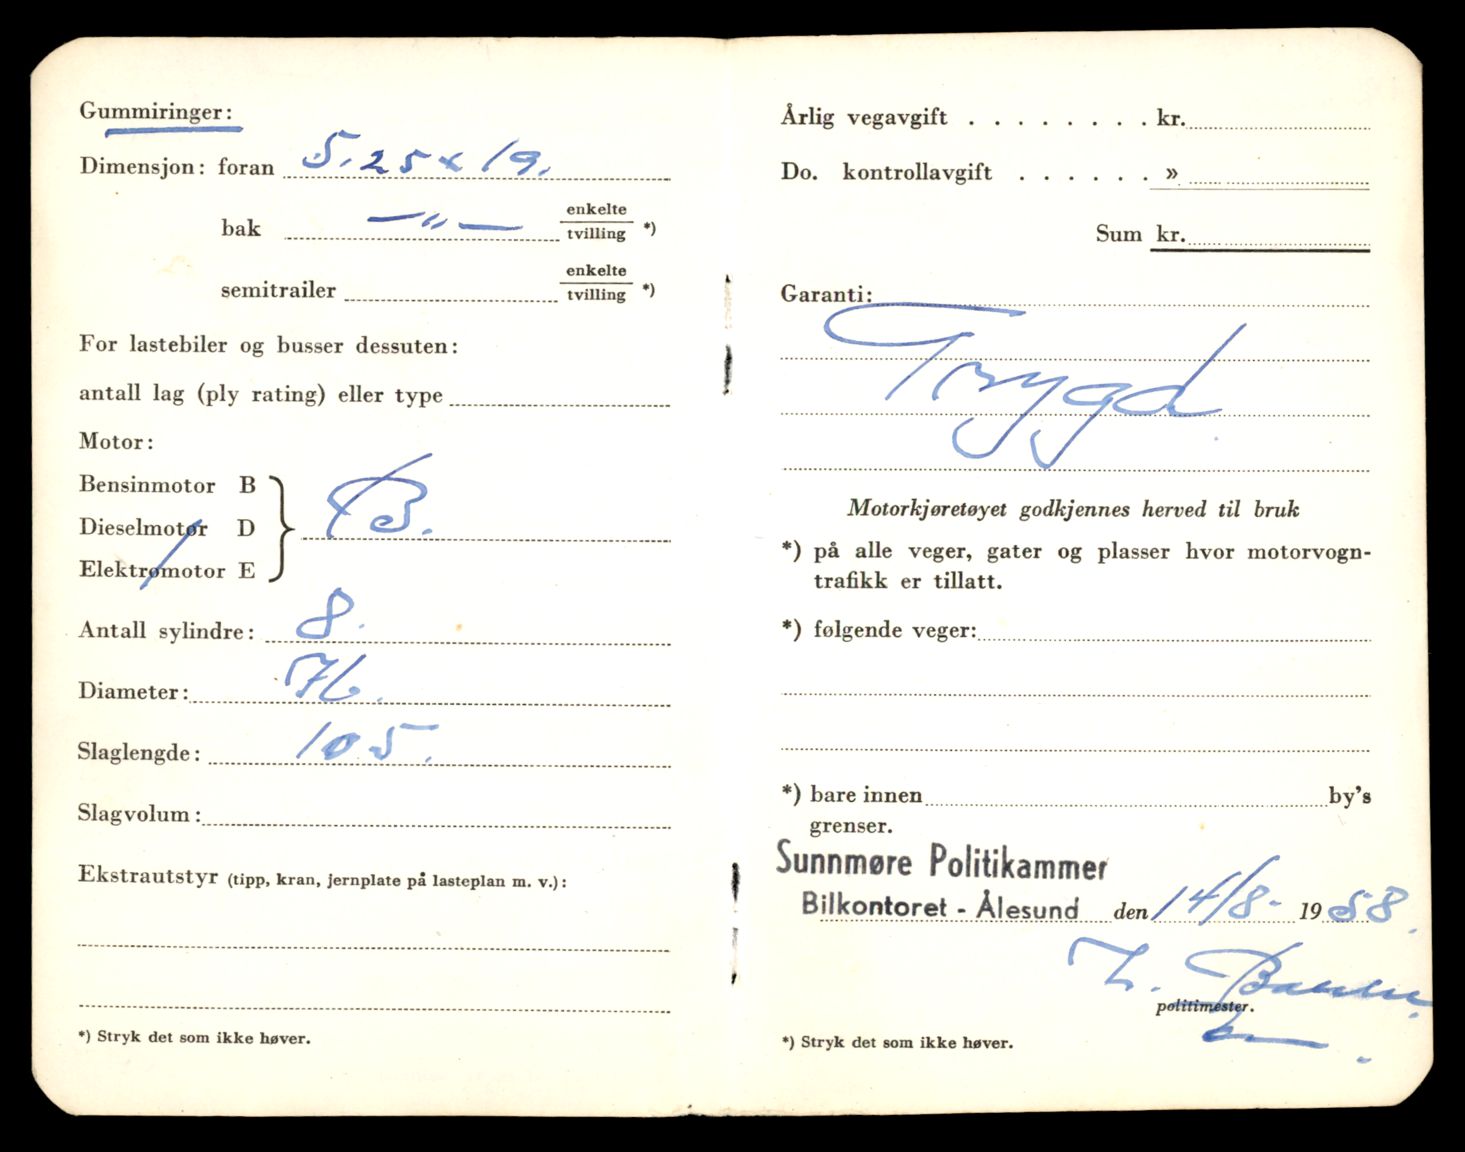 Gummiringer:
Dimensjon: foran 5.25 x 19.
bak —"— enkelte
tvilling *)
semitrailer enkelte
tvilling *)
For lastebiler og busser dessuten:
antall lag (ply rating) eller type
Motor:
Bensinmotor B
Dieselmotor D
Elektromotor E
B.
Antall sylindre: 8.
Diameter: 76.
Slaglengde: 105.
Slagvolum:
Ekstrautstyr (tipp, kran, jernplate på lasteplan m. v.):
*) Stryk det som ikke høver.
Årlig vegavgift . . . . . . . . kr.
Do. kontrollavgift . . . . . . »
Sum kr.
Garanti:
Trygd.
Motorkjøretøyet godkjennes herved til bruk
*) på alle veger, gater og plasser hvor motorvogn-
trafikk er tillatt.
*) følgende veger:
*) bare innen by's
grenser.
Sunnmøre Politikammer
Bilkontoret - Ålesund den 14/8- 1958.
politimester.
*) Stryk det som ikke høver.